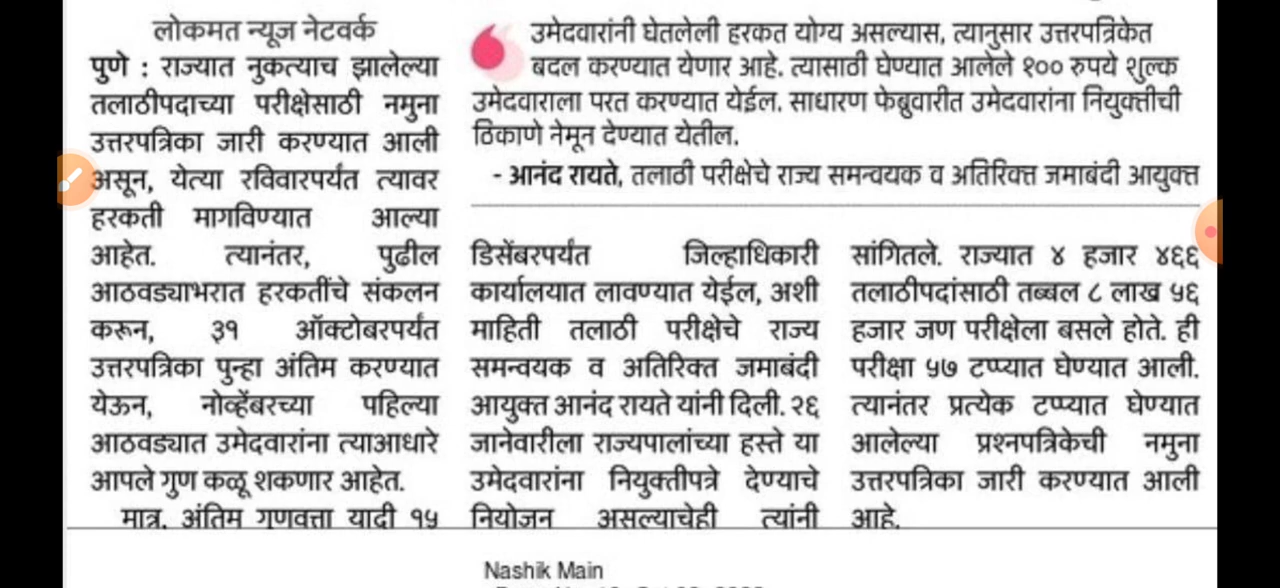 लोकमत न्यूज नेटवर्क
पुणे : राज्यात नुकत्याच झालेल्या
तलाठीपदाच्या परीक्षेसाठी नमुना
उत्तरपत्रिका जारी करण्यात आली
असून, येत्या रविवारपर्यंत त्यावर
हरकती मागविण्यात आल्या
आहेत. त्यानंतर, पुढील
आठवड्याभरात हरकतींचे संकलन
करून, ३१ ऑक्टोबरपर्यंत
उत्तरपत्रिका पुन्हा अंतिम करण्यात
येऊन, नोव्हेंबरच्या पहिल्या
आठवड्यात उमेदवारांना त्याआधारे
आपले गुण कळू शकणार आहेत.
मात्र, अंतिम गुणवत्ता यादी १५
उमेदवारांनी घेतलेली हरकत योग्य असल्यास, त्यानुसार उत्तरपत्रिकेत
बदल करण्यात येणार आहे. त्यासाठी घेण्यात आलेले १०० रुपये शुल्क
उमेदवाराला परत करण्यात येईल. साधारण फेब्रुवारीत उमेदवारांना नियुक्तीची
ठिकाणे नेमून देण्यात येतील.
- आनंद रायते, तलाठी परीक्षेचे राज्य समन्वयक व अतिरिक्त जमाबंदी आयुक्त
डिसेंबरपर्यंत जिल्हाधिकारी
कार्यालयात लावण्यात येईल, अशी
माहिती तलाठी परीक्षेचे राज्य
समन्वयक व अतिरिक्त जमाबंदी
आयुक्त आनंद रायते यांनी दिली. २६
जानेवारीला राज्यपालांच्या हस्ते या
उमेदवारांना नियुक्तीपत्रे देण्याचे
नियोजन असल्याचेही त्यांनी
सांगितले. राज्यात ४ हजार ४६६
तलाठीपदांसाठी तब्बल ८ लाख ५६
हजार जण परीक्षेला बसले होते. ही
परीक्षा ५७ टप्प्यात घेण्यात आली.
त्यानंतर प्रत्येक टप्प्यात घेण्यात
आलेल्या प्रश्नपत्रिकेची नमुना
उत्तरपत्रिका जारी करण्यात आली
आहे.
Nashik Main